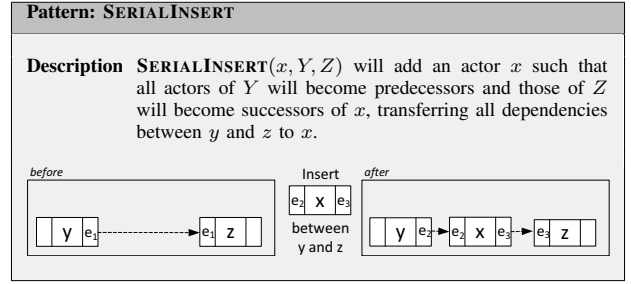 Pattern: SERIALINSERT
Description SERIALINSERT(x, Y, Z) will add an actor x such that
all actors of Y will become predecessors and those of Z
will become successors of x, transferring all dependencies
between y and z to x.
before
Insert
after
e₂ x e₃
between
y and z
y e₁ e₁ z
y e₂ e₂ x e₃ e₃ z